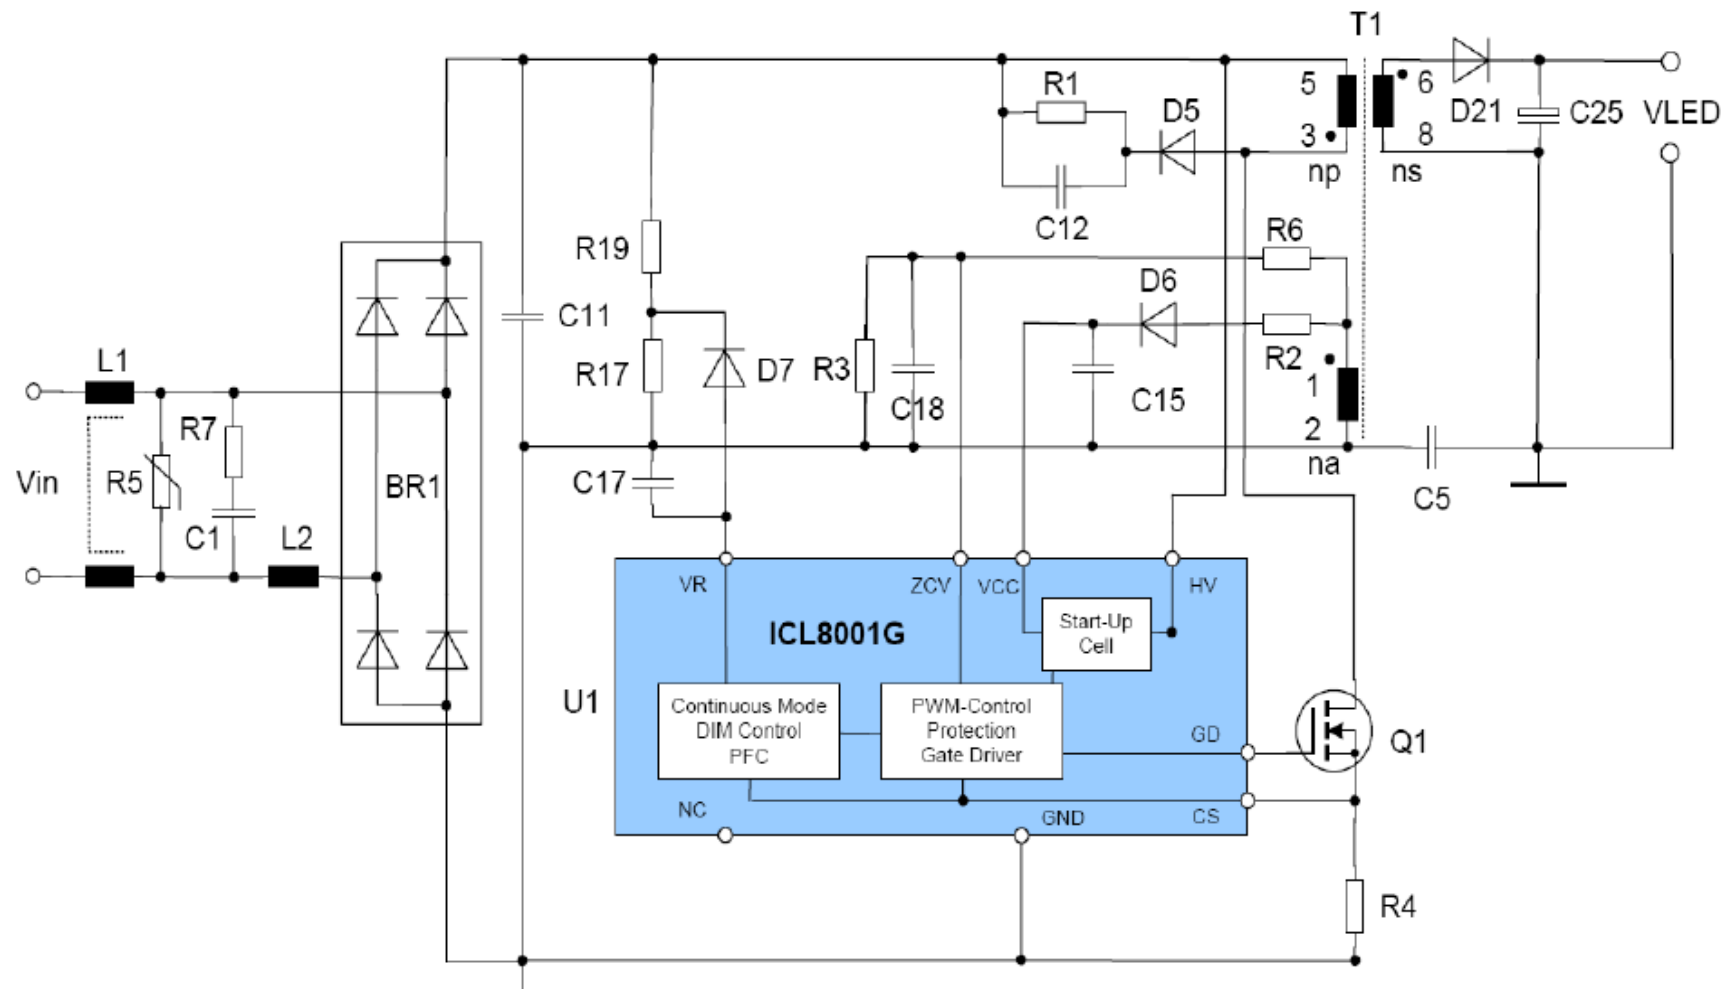 T1
R1
D5
5
6
3
8
np
ns
D21
C25
VLED
C12
R19
R6
D6
C11
R17
D7
R3
C18
C15
R2
1
2
na
L1
R7
Vin
R5
C1
L2
BR1
C17
C5
VR
ZCV
VCC
HV
ICL8001G
Start-Up
Cell
U1
Continuous Mode
DIM Control
PFC
PWM-Control
Protection
Gate Driver
GD
Q1
NC
GND
CS
R4